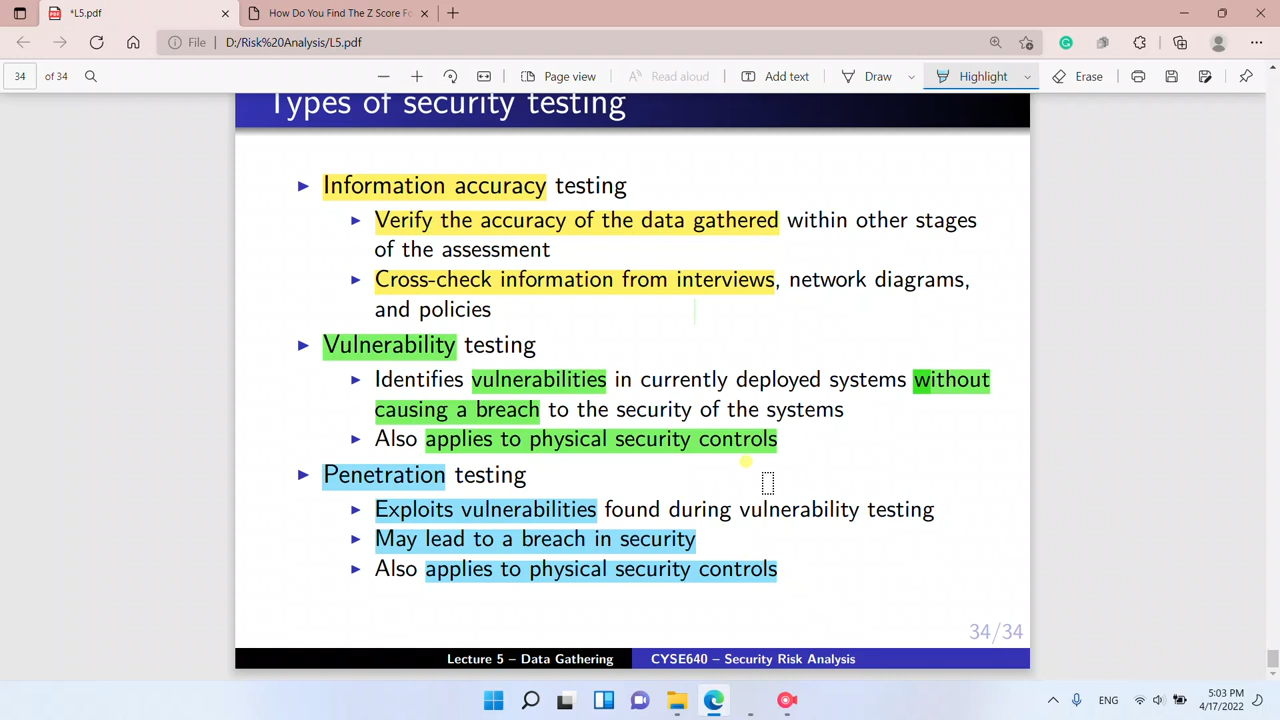 *L5.pdf
How Do You Find The Z Score Fo
File D:/Risk%20Analysis/L5.pdf
34 of 34 Page view Read aloud Add text Draw Highlight Erase
Types of security testing
Information accuracy testing
Verify the accuracy of the data gathered within other stages
of the assessment
Cross-check information from interviews, network diagrams,
and policies
Vulnerability testing
Identifies vulnerabilities in currently deployed systems without
causing a breach to the security of the systems
Also applies to physical security controls
Penetration testing
Exploits vulnerabilities found during vulnerability testing
May lead to a breach in security
Also applies to physical security controls
34/34
Lecture 5 – Data Gathering CYSE640 – Security Risk Analysis
ENG
5:03 PM
4/17/2022